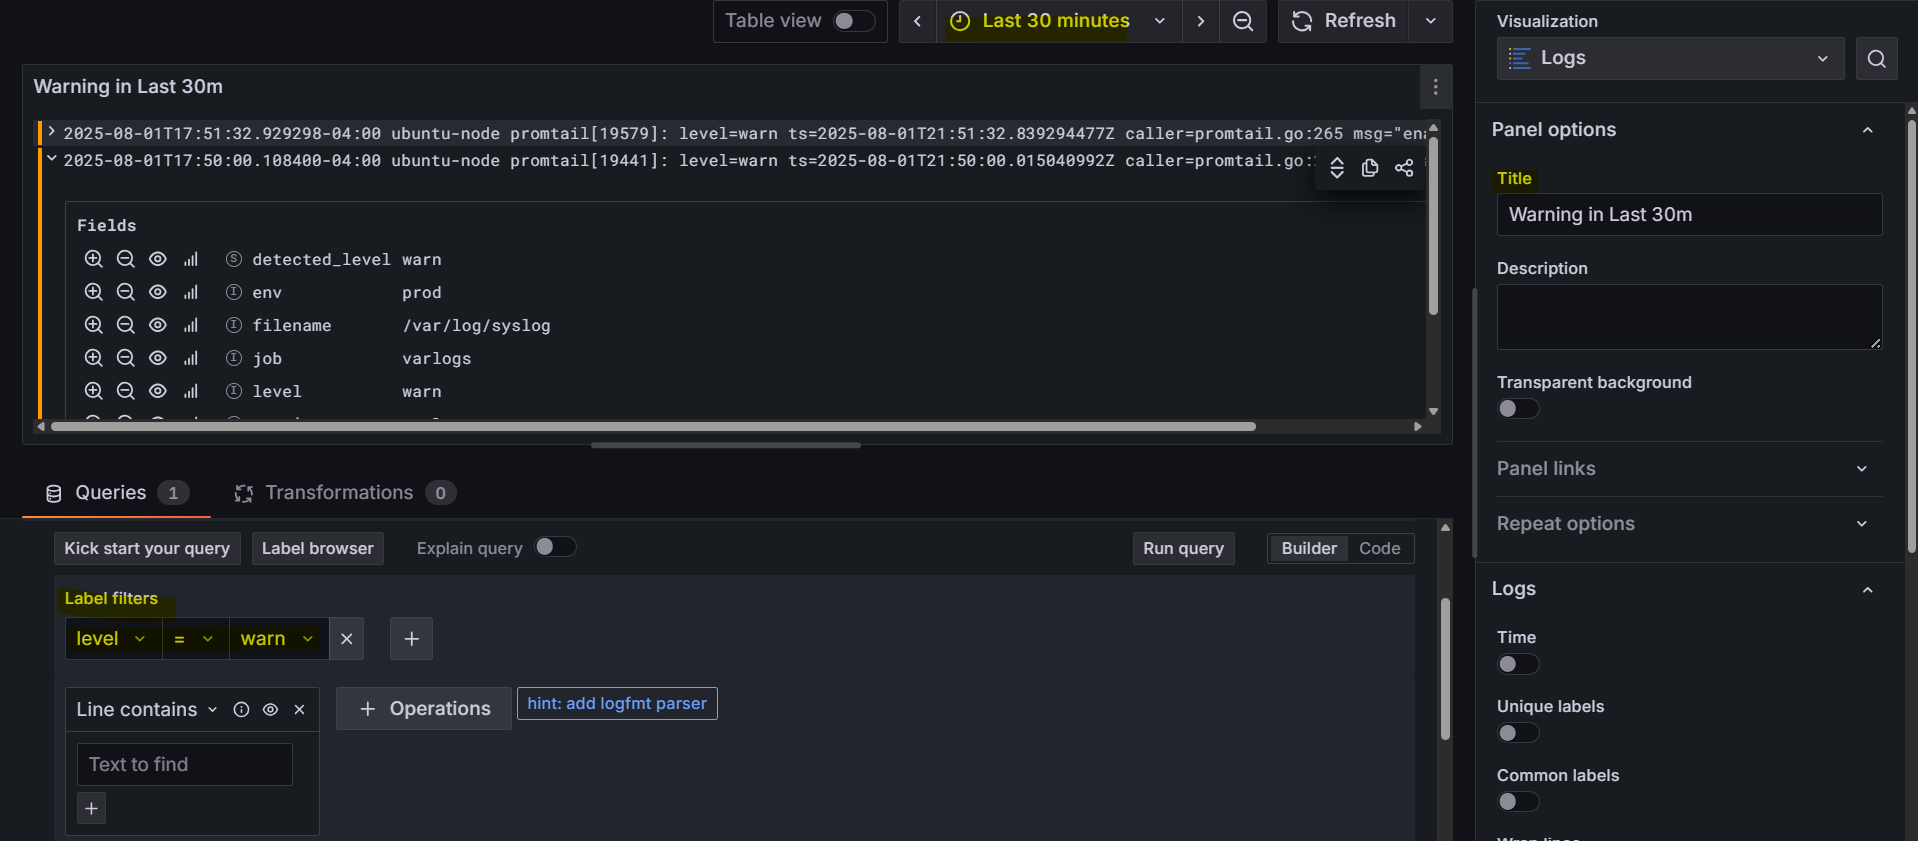 Table view
Last 30 minutes
Refresh
Warning in Last 30m
2025-08-01T17:51:32.929298-04:00 ubuntu-node promtail[19579]: level=warn ts=2025-08-01T21:51:32.839294477Z caller=promtail.go:265 msg="ena
2025-08-01T17:50:00.108400-04:00 ubuntu-node promtail[19441]: level=warn ts=2025-08-01T21:50:00.015040992Z caller=promtail.go:
Fields
detected_level warn
env prod
filename /var/log/syslog
job varlogs
level warn
Queries 1
Transformations 0
Kick start your query
Label browser
Explain query
Run query
Builder
Code
Label filters
level = warn
Line contains
Operations
hint: add logfmt parser
Text to find
Visualization
Logs
Panel options
Title
Warning in Last 30m
Description
Transparent background
Panel links
Repeat options
Logs
Time
Unique labels
Common labels